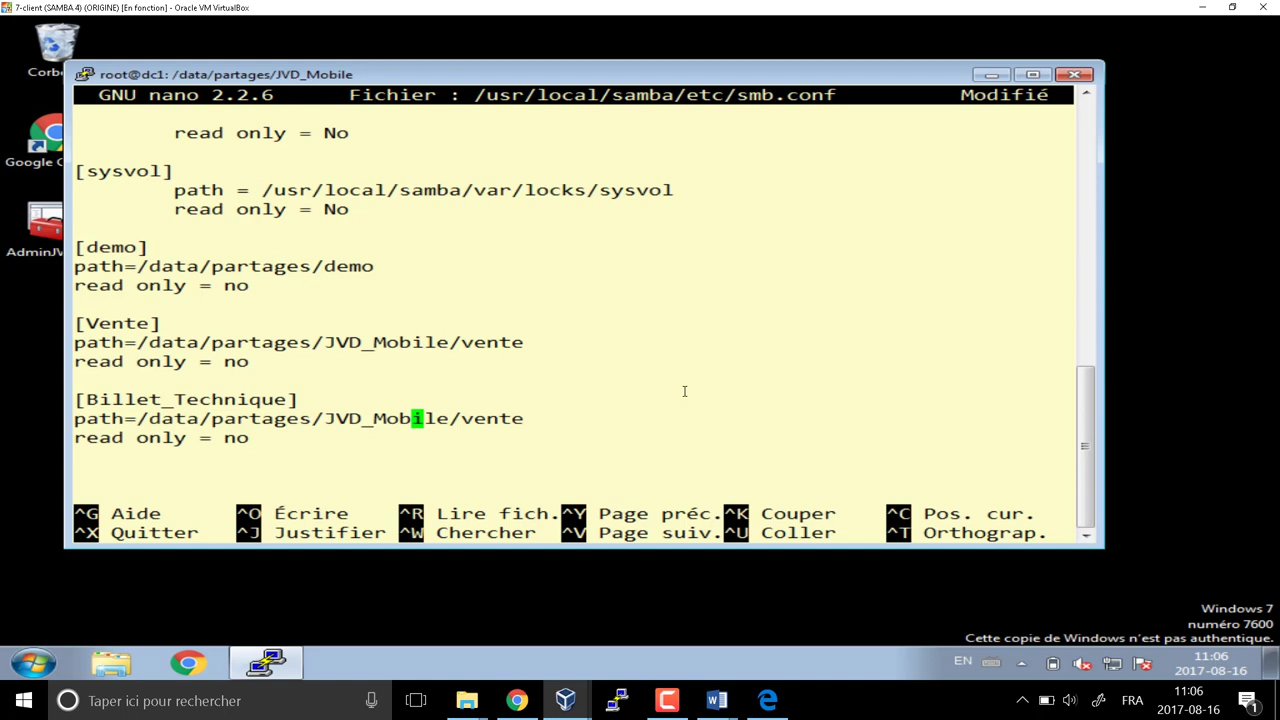 7-client (SAMBA 4) (ORIGINE) [En fonction] - Oracle VM VirtualBox
Corb
Google C
AdminJV
root@dc1: /data/partages/JVD_Mobile
GNU nano 2.2.6 Fichier : /usr/local/samba/etc/smb.conf Modifié
read only = No
[sysvol]
path = /usr/local/samba/var/locks/sysvol
read only = No
[demo]
path=/data/partages/demo
read only = no
[Vente]
path=/data/partages/JVD_Mobile/vente
read only = no
[Billet_Technique]
path=/data/partages/JVD_Mobile/vente
read only = no
^G Aide ^O Écrire ^R Lire fich. ^Y Page préc. ^K Couper ^C Pos. cur.
^X Quitter ^J Justifier ^W Chercher ^V Page suiv. ^U Coller ^T Orthograp.
Windows 7
numéro 7600
Cette copie de Windows n'est pas authentique.
EN
11:06
2017-08-16
Taper ici pour rechercher
FRA
11:06
2017-08-16
1